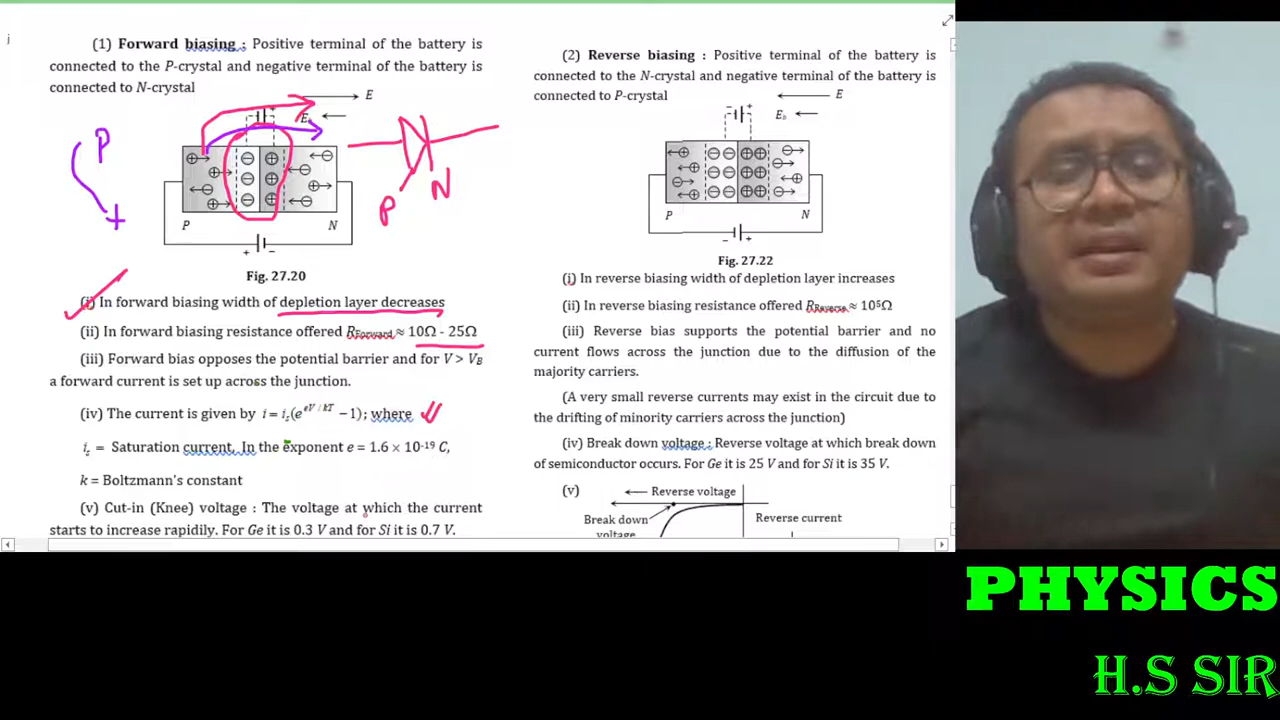 j
(1) Forward biasing : Positive terminal of the battery is
connected to the P-crystal and negative terminal of the battery is
connected to N-crystal
E
E
P
+
− +
P
N
P
N
+ −
Fig. 27.20
(i) In forward biasing width of depletion layer decreases
(ii) In forward biasing resistance offered RForward ≈ 10Ω - 25Ω
(iii) Forward bias opposes the potential barrier and for V > VB
a forward current is set up across the junction.
(iv) The current is given by i = is(e^eV/kT − 1); where
is = Saturation current, In the exponent e = 1.6 × 10-19 C,
k = Boltzmann's constant
(v) Cut-in (Knee) voltage : The voltage at which the current
starts to increase rapidily. For Ge it is 0.3 V and for Si it is 0.7 V.
(2) Reverse biasing : Positive terminal of the battery is
connected to the N-crystal and negative terminal of the battery is
connected to P-crystal
E
− +
Eb
P
N
− +
Fig. 27.22
(i) In reverse biasing width of depletion layer increases
(ii) In reverse biasing resistance offered RReverse ≈ 10⁵Ω
(iii) Reverse bias supports the potential barrier and no
current flows across the junction due to the diffusion of the
majority carriers.
(A very small reverse currents may exist in the circuit due to
the drifting of minority carriers across the junction)
(iv) Break down voltage : Reverse voltage at which break down
of semiconductor occurs. For Ge it is 25 V and for Si it is 35 V.
(v)
Reverse voltage
Break down
voltage
Reverse current
PHYSICS
H.S SIR